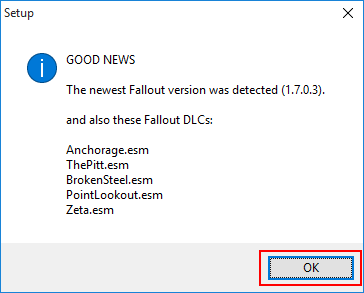 Setup
GOOD NEWS
The newest Fallout version was detected (1.7.0.3).
and also these Fallout DLCs:
Anchorage.esm
ThePitt.esm
BrokenSteel.esm
PointLookout.esm
Zeta.esm
OK